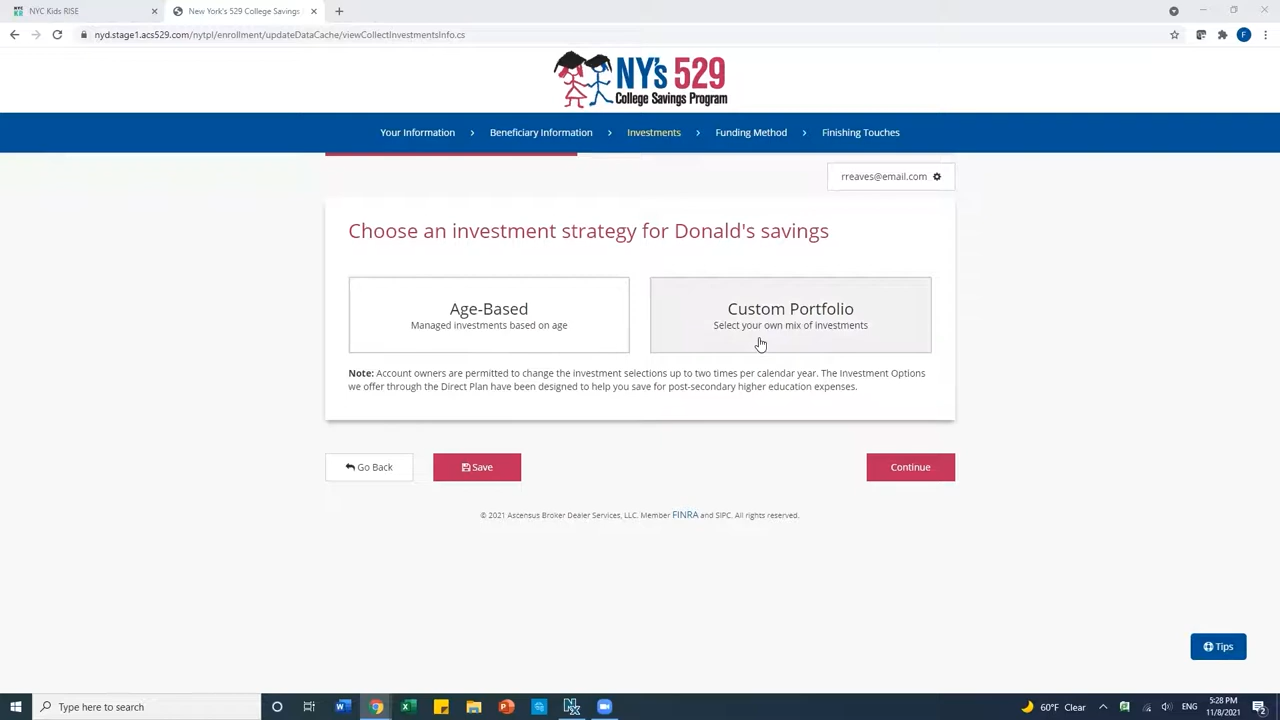 NYC Kids RISE
New York's 529 College Savings
nyd.stage1.acs529.com/nytpl/enrollment/updateDataCache/viewCollectInvestmentsInfo.cs
F
NY's 529
College Savings Program
Your Information > Beneficiary Information > Investments > Funding Method > Finishing Touches
rreaves@email.com
Choose an investment strategy for Donald's savings
Age-Based
Managed investments based on age
Custom Portfolio
Select your own mix of investments
Note: Account owners are permitted to change the investment selections up to two times per calendar year. The Investment Options
we offer through the Direct Plan have been designed to help you save for post-secondary higher education expenses.
Go Back
Save
Continue
© 2021 Ascensus Broker Dealer Services, LLC. Member FINRA and SIPC. All rights reserved.
Tips
Type here to search
60°F Clear
ENG
5:28 PM
11/8/2021